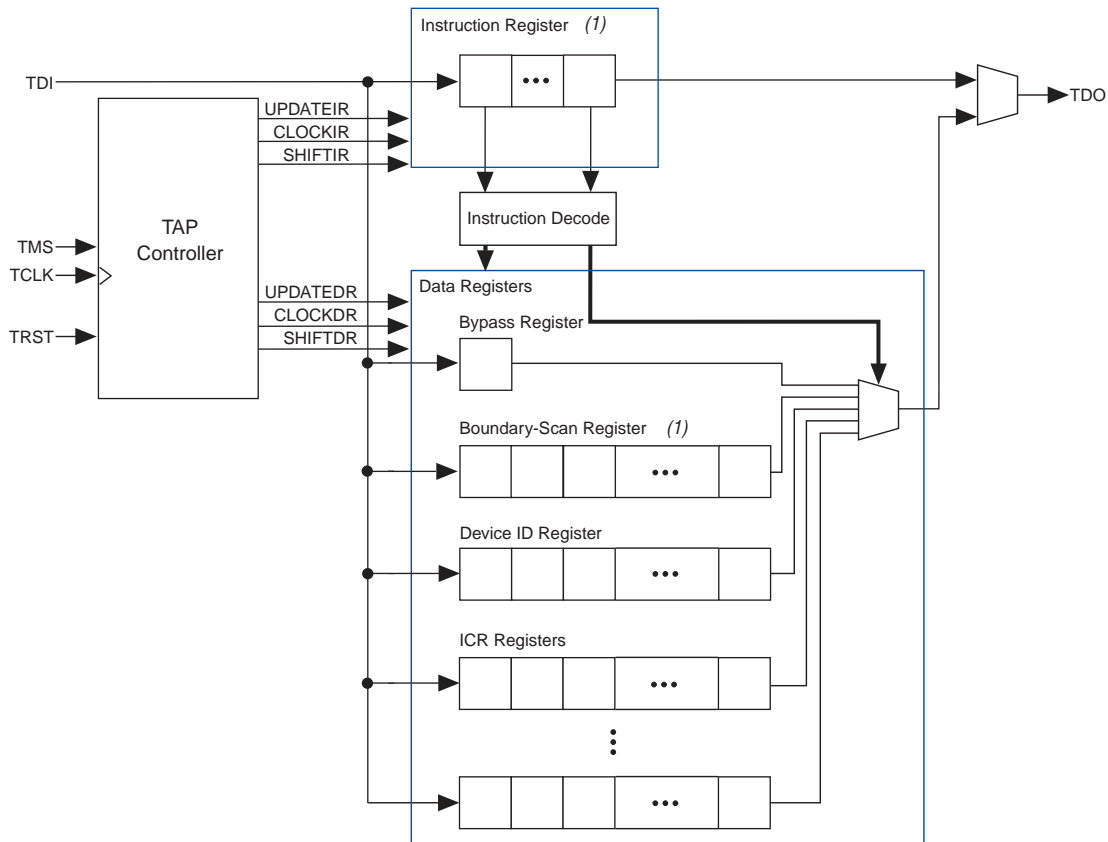 Instruction Register (1)
TDI
TDO
UPDATEIR
CLOCKIR
SHIFTIR
TAP
Controller
Instruction Decode
TMS
TCLK
TRST
UPDATEDR
CLOCKDR
SHIFTDR
Data Registers
Bypass Register
Boundary-Scan Register (1)
Device ID Register
ICR Registers